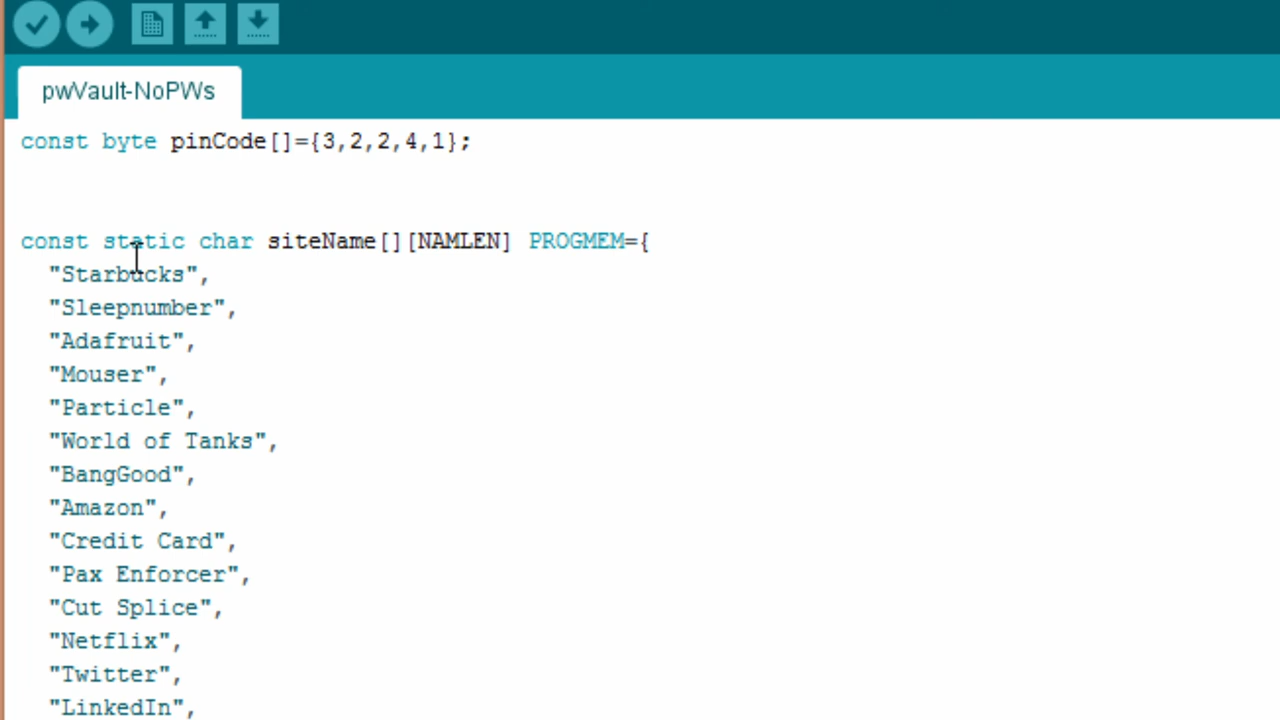 pwVault-NoPWs
const byte pinCode[]={3,2,2,4,1};
const static char siteName[][NAMLEN] PROGMEM={
"Starbucks",
"Sleepnumber",
"Adafruit",
"Mouser",
"Particle",
"World of Tanks",
"BangGood",
"Amazon",
"Credit Card",
"Pax Enforcer",
"Cut Splice",
"Netflix",
"Twitter",
"LinkedIn",